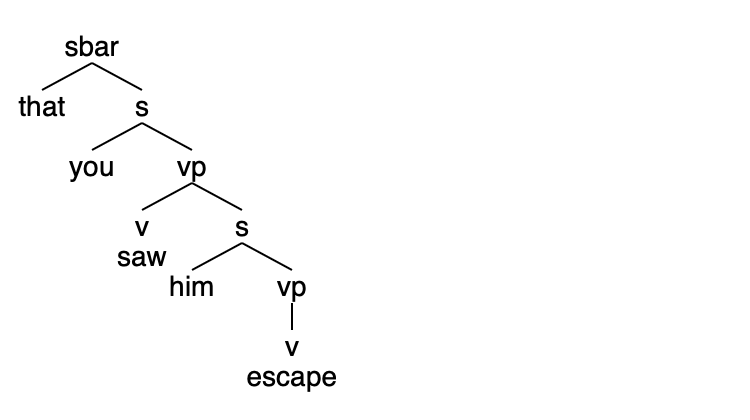 sbar
that s
you vp
v s
saw
him vp
v
escape